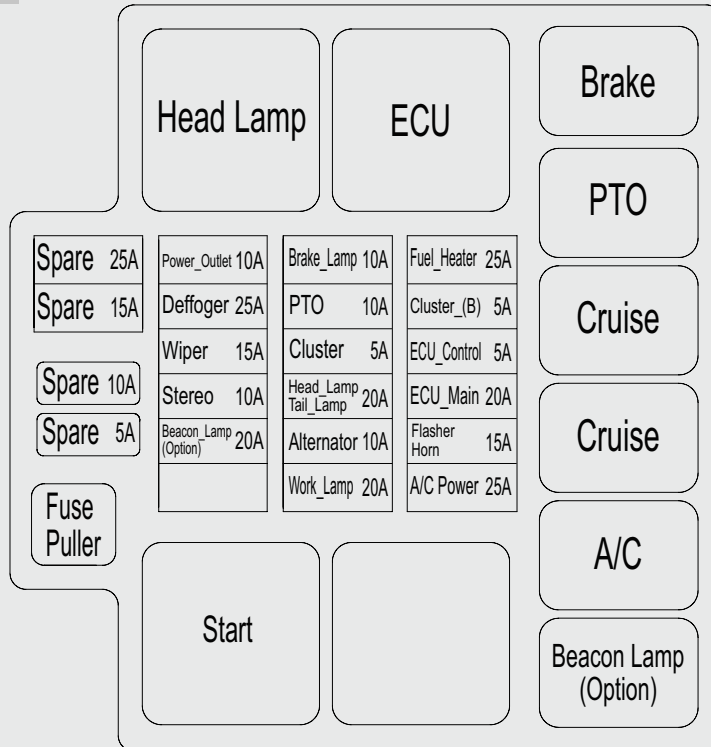 Head Lamp
ECU
Brake
PTO
Cruise
Cruise
A/C
Beacon Lamp
(Option)
Spare 25A
Spare 15A
Spare 10A
Spare 5A
Fuse
Puller
Power_Outlet 10A
Deffoger 25A
Wiper 15A
Stereo 10A
Beacon_Lamp
(Option) 20A
Brake_Lamp 10A
PTO 10A
Cluster 5A
Head_Lamp
Tail_Lamp 20A
Alternator 10A
Work_Lamp 20A
Fuel_Heater 25A
Cluster_(B) 5A
ECU_Control 5A
ECU_Main 20A
Flasher
Horn 15A
A/C Power 25A
Start